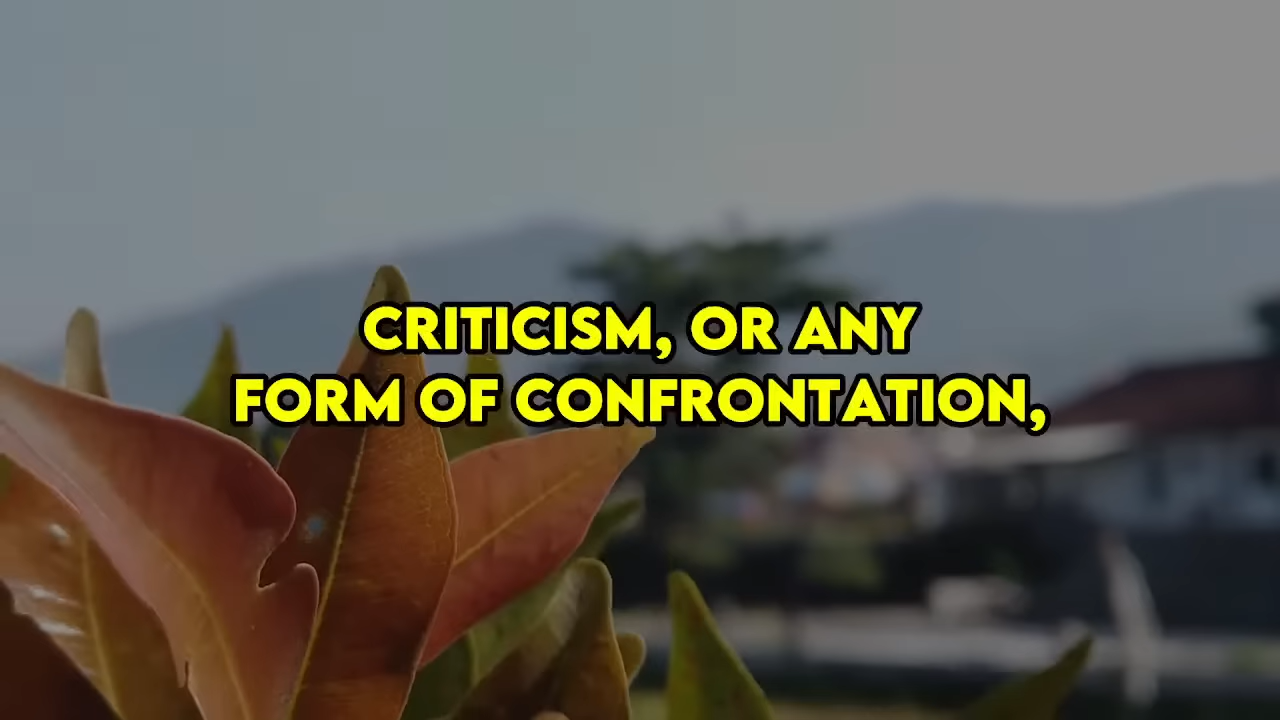 CRITICISM, OR ANY
FORM OF CONFRONTATION,